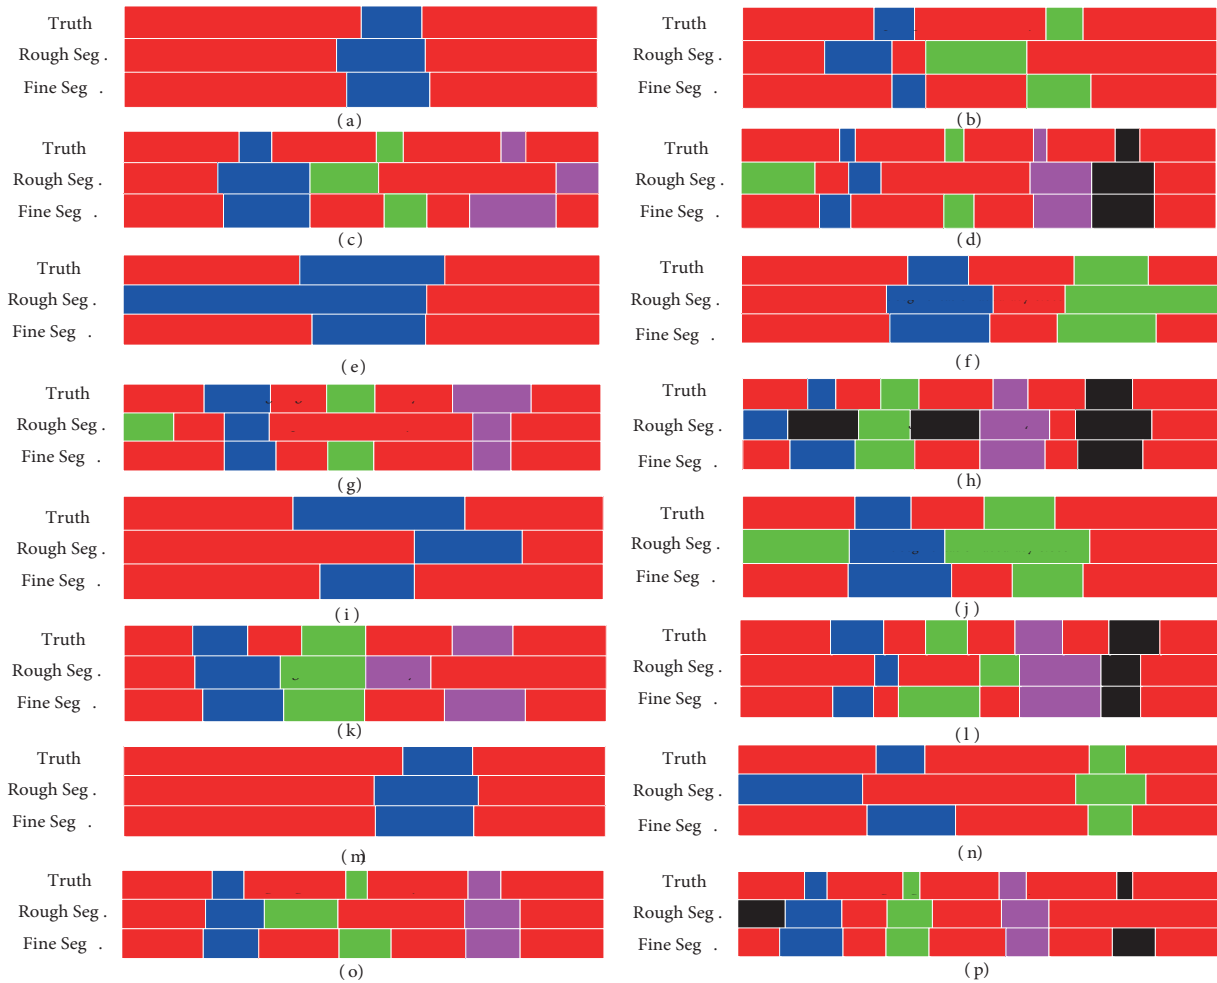 Truth
Rough Seg .
Fine Seg .
( a )
Truth
Rough Seg .
Fine Seg .
( b )
Truth
Rough Seg .
Fine Seg .
( c )
Truth
Rough Seg .
Fine Seg .
( d )
Truth
Rough Seg .
Fine Seg .
( e )
Truth
Rough Seg .
Fine Seg .
( f )
Truth
Rough Seg .
Fine Seg .
( g )
Truth
Rough Seg .
Fine Seg .
( h )
Truth
Rough Seg .
Fine Seg .
( i )
Truth
Rough Seg .
Fine Seg .
( j )
Truth
Rough Seg .
Fine Seg .
( k )
Truth
Rough Seg .
Fine Seg .
( l )
Truth
Rough Seg .
Fine Seg .
( m )
Truth
Rough Seg .
Fine Seg .
( n )
Truth
Rough Seg .
Fine Seg .
( o )
Truth
Rough Seg .
Fine Seg .
( p )